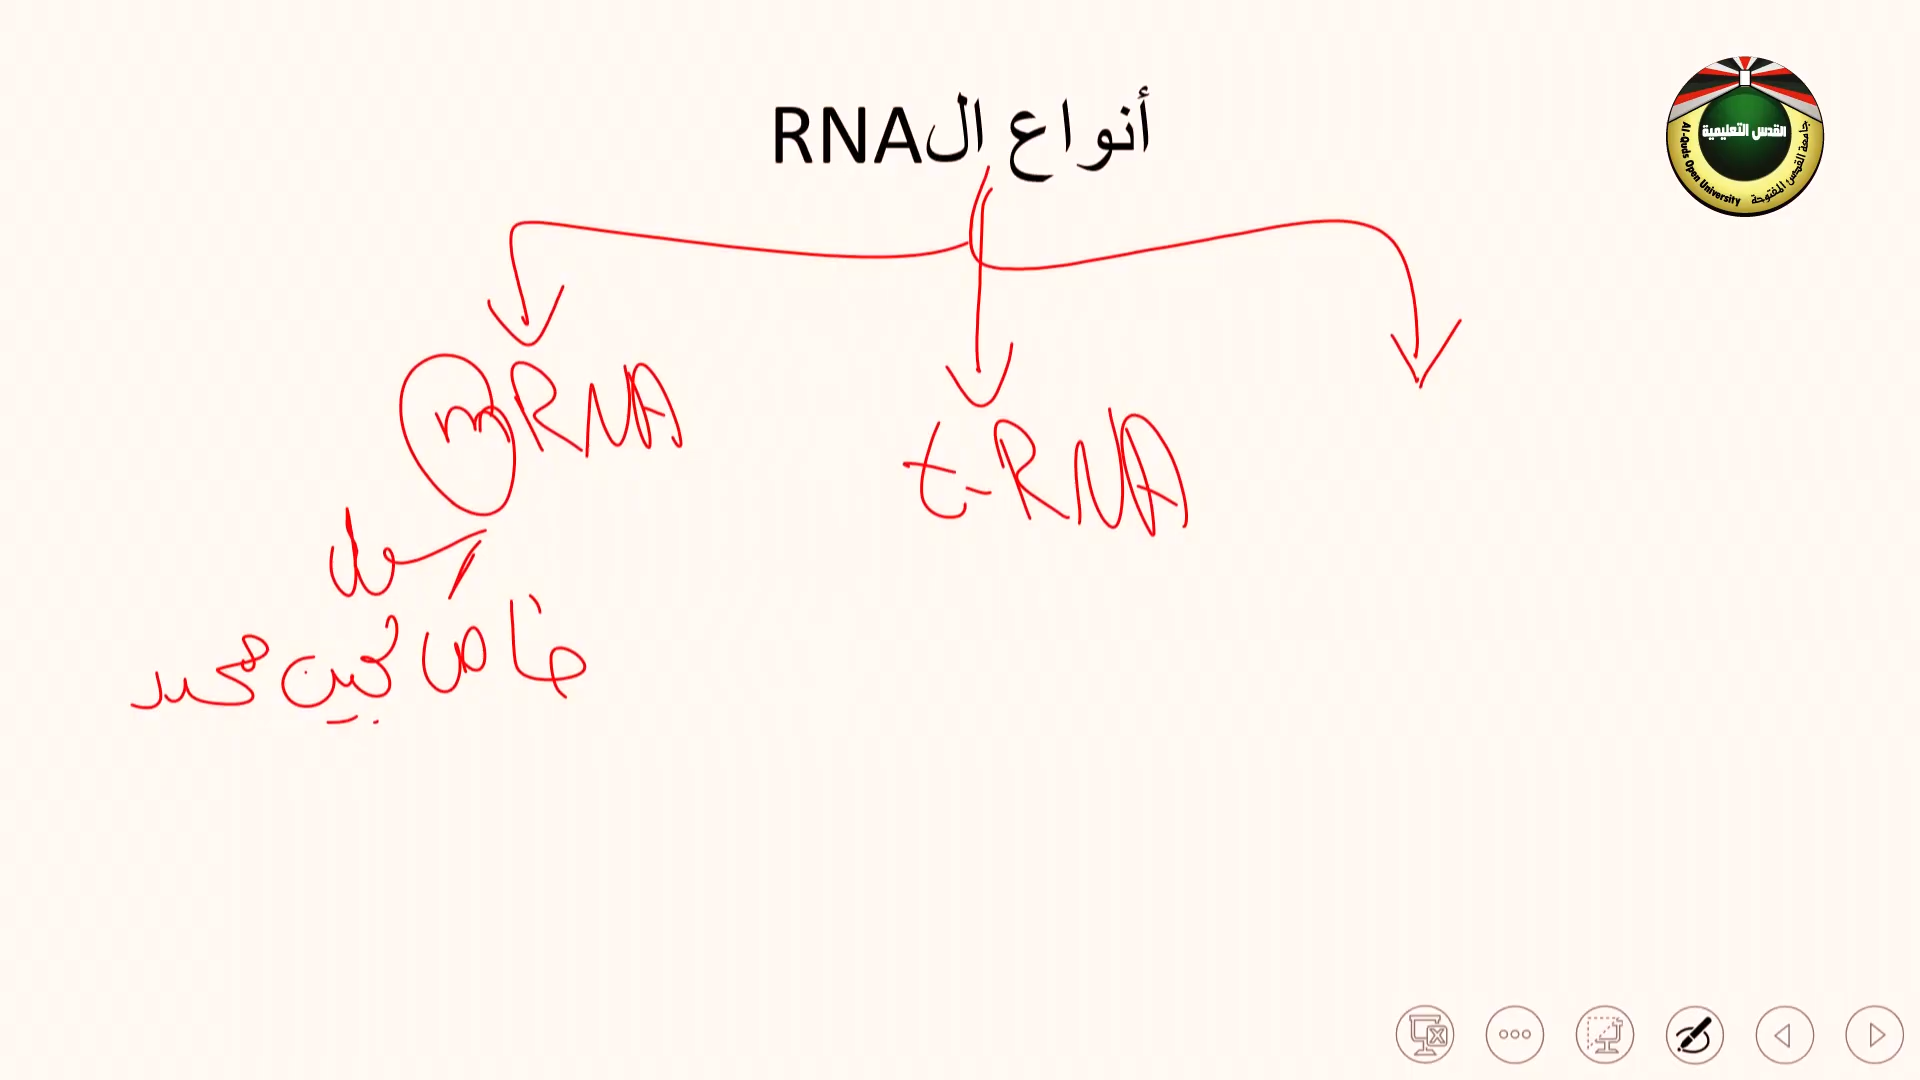 أنواع الRNA
القدس التعليمية
جامعة القدس المفتوحة
Al-Quds Open University
mRNA
t-RNA
رسول
خاص بجين محدد